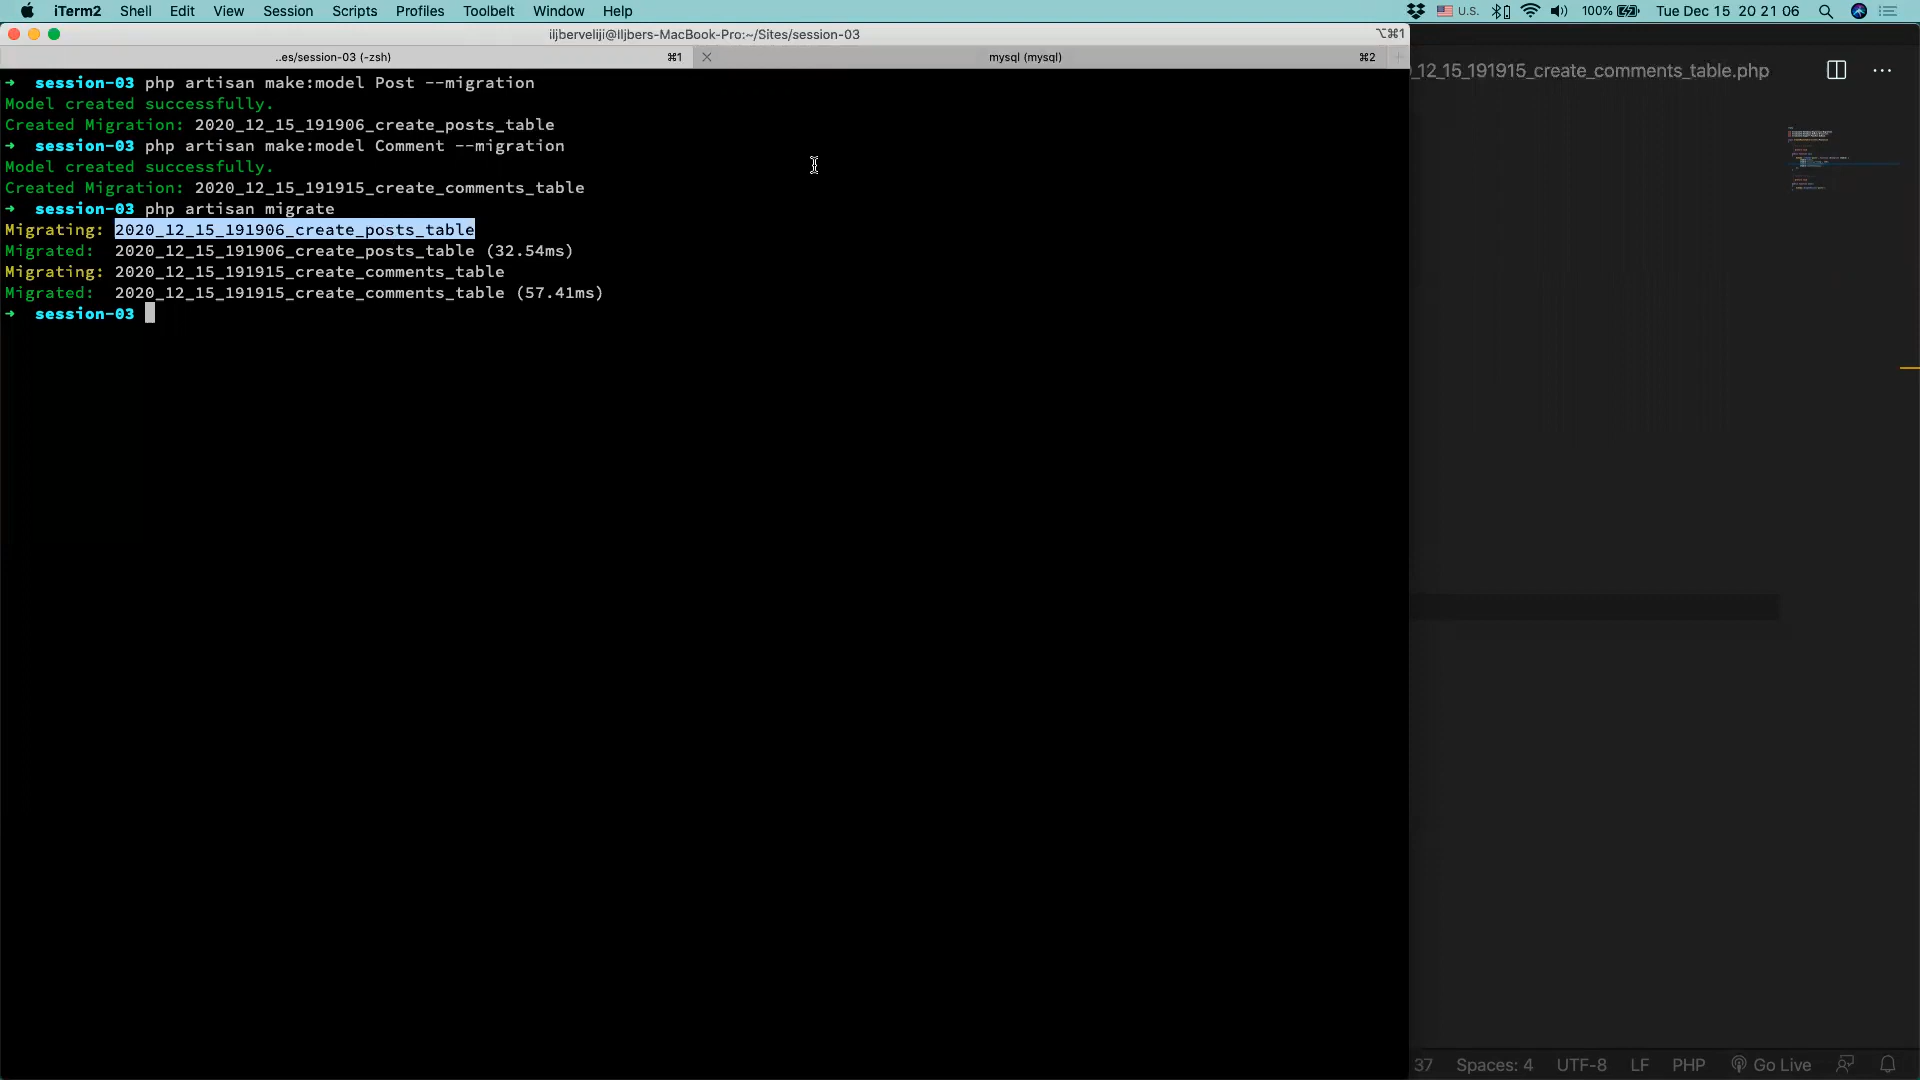 iTerm2 Shell Edit View Session Scripts Profiles Toolbelt Window Help U.S. 100% Tue Dec 15 20 21 06
iljberveliji@Iljbers-MacBook-Pro:~/Sites/session-03 ⌥⌘1
..es/session-03 (-zsh) ⌘1 mysql (mysql) ⌘2
➜ session-03 php artisan make:model Post --migration
Model created successfully.
Created Migration: 2020_12_15_191906_create_posts_table
➜ session-03 php artisan make:model Comment --migration
Model created successfully.
Created Migration: 2020_12_15_191915_create_comments_table
➜ session-03 php artisan migrate
Migrating: 2020_12_15_191906_create_posts_table
Migrated: 2020_12_15_191906_create_posts_table (32.54ms)
Migrating: 2020_12_15_191915_create_comments_table
Migrated: 2020_12_15_191915_create_comments_table (57.41ms)
➜ session-03
_12_15_191915_create_comments_table.php
37 Spaces: 4 UTF-8 LF PHP Go Live